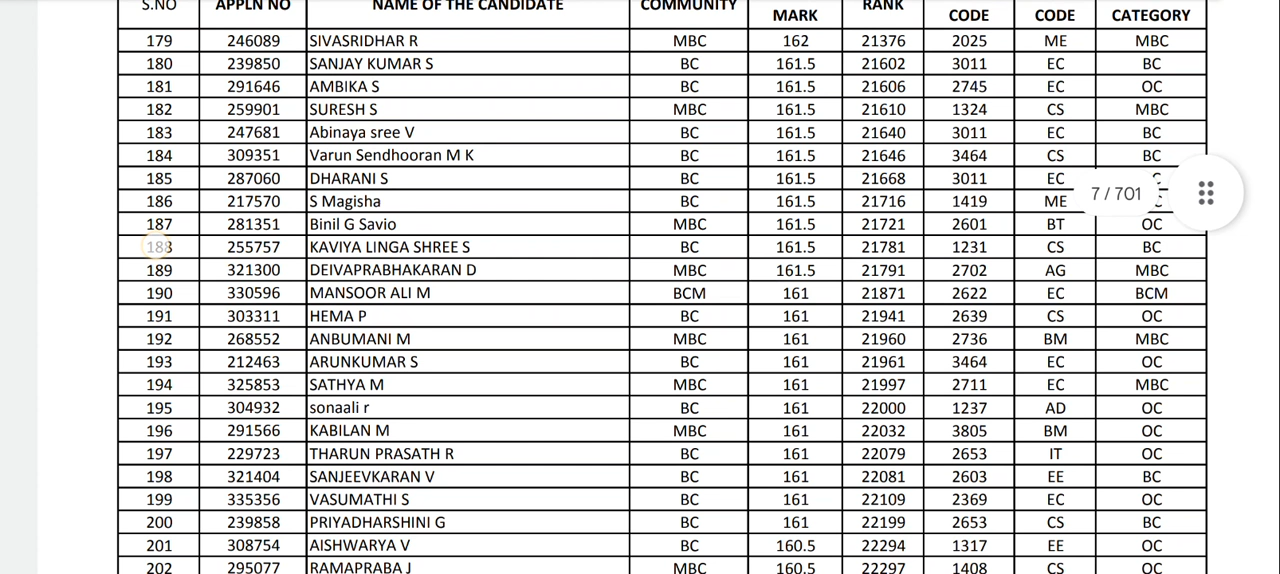 S.NO APPLN NO NAME OF THE CANDIDATE COMMUNITY MARK RANK CODE CODE CATEGORY
179 246089 SIVASRIDHAR R MBC 162 21376 2025 ME MBC
180 239850 SANJAY KUMAR S BC 161.5 21602 3011 EC BC
181 291646 AMBIKA S BC 161.5 21606 2745 EC OC
182 259901 SURESH S MBC 161.5 21610 1324 CS MBC
183 247681 Abinaya sree V BC 161.5 21640 3011 EC BC
184 309351 Varun Sendhooran M K BC 161.5 21646 3464 CS BC
185 287060 DHARANI S BC 161.5 21668 3011 EC
7 / 701
186 217570 S Magisha BC 161.5 21716 1419 ME
187 281351 Binil G Savio MBC 161.5 21721 2601 BT OC
188 255757 KAVIYA LINGA SHREE S BC 161.5 21781 1231 CS BC
189 321300 DEIVAPRABHAKARAN D MBC 161.5 21791 2702 AG MBC
190 330596 MANSOOR ALI M BCM 161 21871 2622 EC BCM
191 303311 HEMA P BC 161 21941 2639 CS OC
192 268552 ANBUMANI M MBC 161 21960 2736 BM MBC
193 212463 ARUNKUMAR S BC 161 21961 3464 EC OC
194 325853 SATHYA M MBC 161 21997 2711 EC MBC
195 304932 sonaali r BC 161 22000 1237 AD OC
196 291566 KABILAN M MBC 161 22032 3805 BM OC
197 229723 THARUN PRASATH R BC 161 22079 2653 IT OC
198 321404 SANJEEVKARAN V BC 161 22081 2603 EE BC
199 335356 VASUMATHI S BC 161 22109 2369 EC OC
200 239858 PRIYADHARSHINI G BC 161 22199 2653 CS BC
201 308754 AISHWARYA V BC 160.5 22294 1317 EE OC
202 295077 RAMAPRABA J MBC 160.5 22297 1408 CS OC